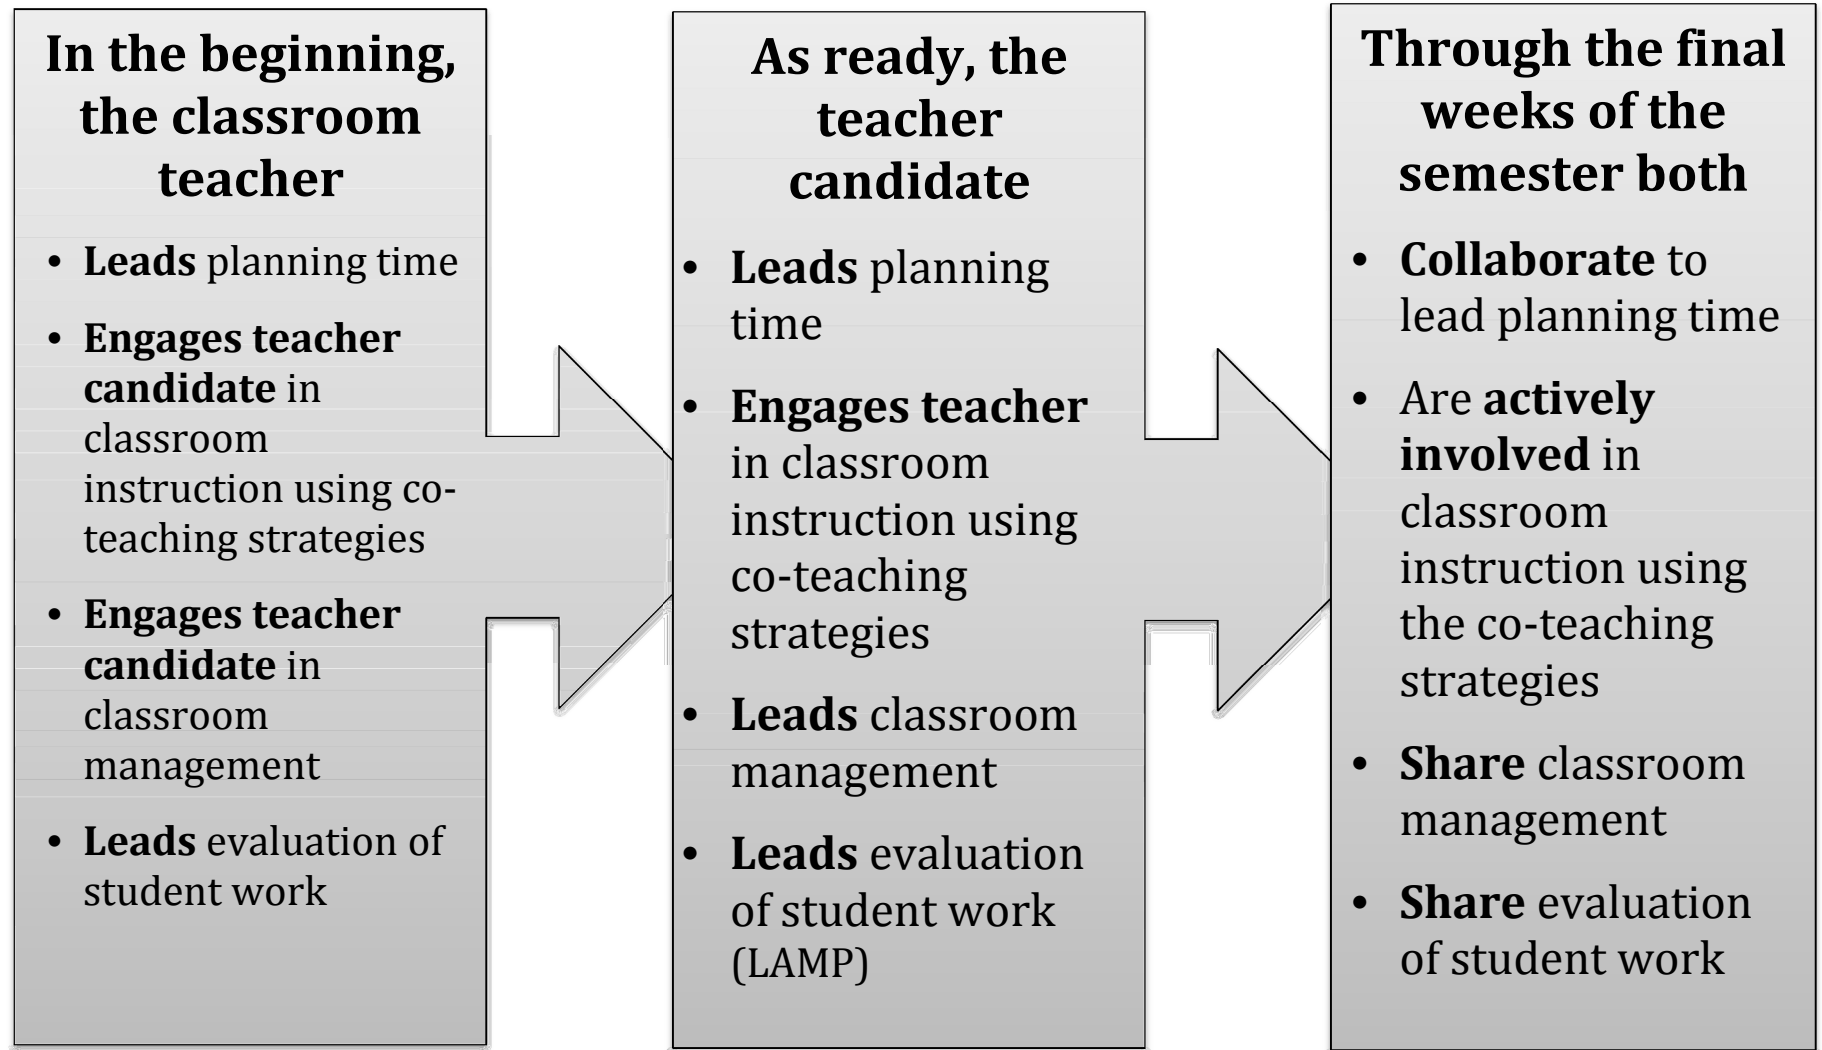 In the beginning,
the classroom
teacher
• Leads planning time
• Engages teacher
candidate in
classroom
instruction using co-
teaching strategies
• Engages teacher
candidate in
classroom
management
• Leads evaluation of
student work
As ready, the
teacher
candidate
• Leads planning
time
• Engages teacher
in classroom
instruction using
co-teaching
strategies
• Leads classroom
management
• Leads evaluation
of student work
(LAMP)
Through the final
weeks of the
semester both
• Collaborate to
lead planning time
• Are actively
involved in
classroom
instruction using
the co-teaching
strategies
• Share classroom
management
• Share evaluation
of student work